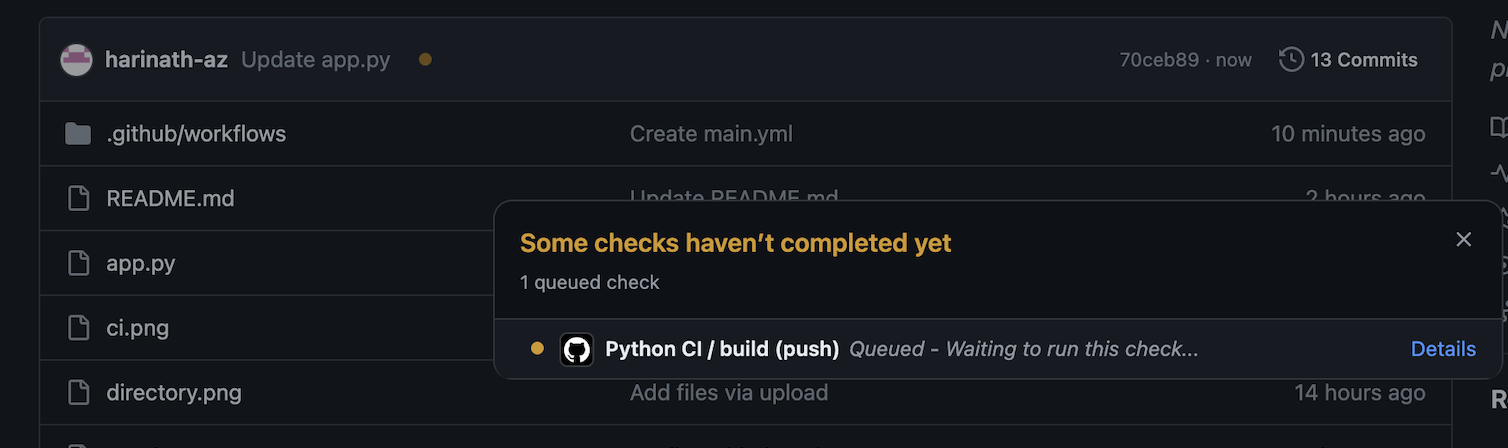 harinath-az Update app.py 70ceb89 · now 13 Commits
.github/workflows Create main.yml 10 minutes ago
README.md Update README.md 2 hours ago
Some checks haven’t completed yet
app.py
1 queued check
ci.png
Python CI / build (push) Queued - Waiting to run this check... Details
directory.png Add files via upload 14 hours ago